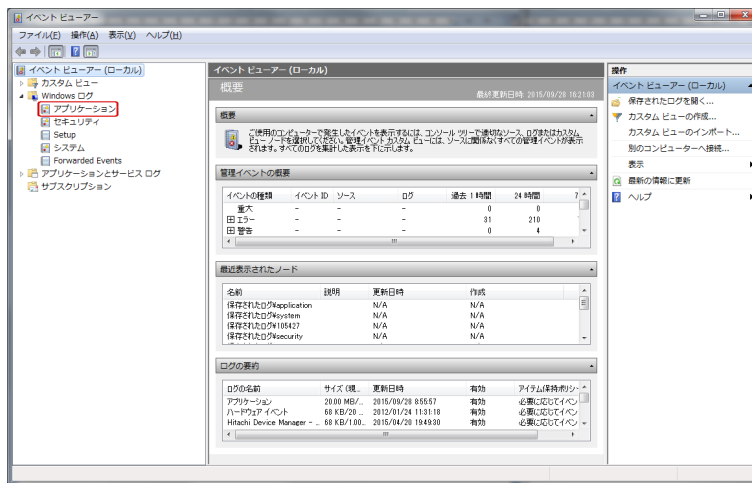 イベント ビューアー
ファイル(F) 操作(A) 表示(V) ヘルプ(H)
イベント ビューアー (ローカル)
カスタム ビュー
Windows ログ
アプリケーション
セキュリティ
Setup
システム
Forwarded Events
アプリケーションとサービス ログ
サブスクリプション
イベント ビューアー (ローカル)
概要
最終更新日時: 2015/09/28 16:21:03
概要
ご使用のコンピューターで発生したイベントを表示するには、コンソール ツリーで適切なソース、ログまたはカスタム
ビュー ノードを選択してください。管理イベント カスタム ビューには、ソースに関係なくすべての管理イベントが表示
されます。すべてのログを集計した表示を下に示します。
管理イベントの概要
イベントの種類 イベント ID ソース ログ 過去 1 時間 24 時間 7
重大 - - - 0 0
エラー - - - 31 210
警告 - - - 0 4
最近表示されたノード
名前 説明 更新日時 作成
保存されたログ¥application N/A N/A
保存されたログ¥system N/A N/A
保存されたログ¥105427 N/A N/A
保存されたログ¥security N/A N/A
ログの要約
ログの名前 サイズ (現... 更新日時 有効 アイテム保持ポリシー
アプリケーション 20.00 MB/... 2015/09/28 8:55:57 有効 必要に応じてイベン
ハードウェア イベント 68 KB/20 ... 2012/01/24 11:31:18 有効 必要に応じてイベン
Hitachi Device Manager - ... 68 KB/1.00... 2015/04/20 19:49:30 有効 必要に応じてイベン
操作
イベント ビューアー (ローカル)
保存されたログを開く...
カスタム ビューの作成...
カスタム ビューのインポート...
別のコンピューターへ接続...
表示
最新の情報に更新
ヘルプ